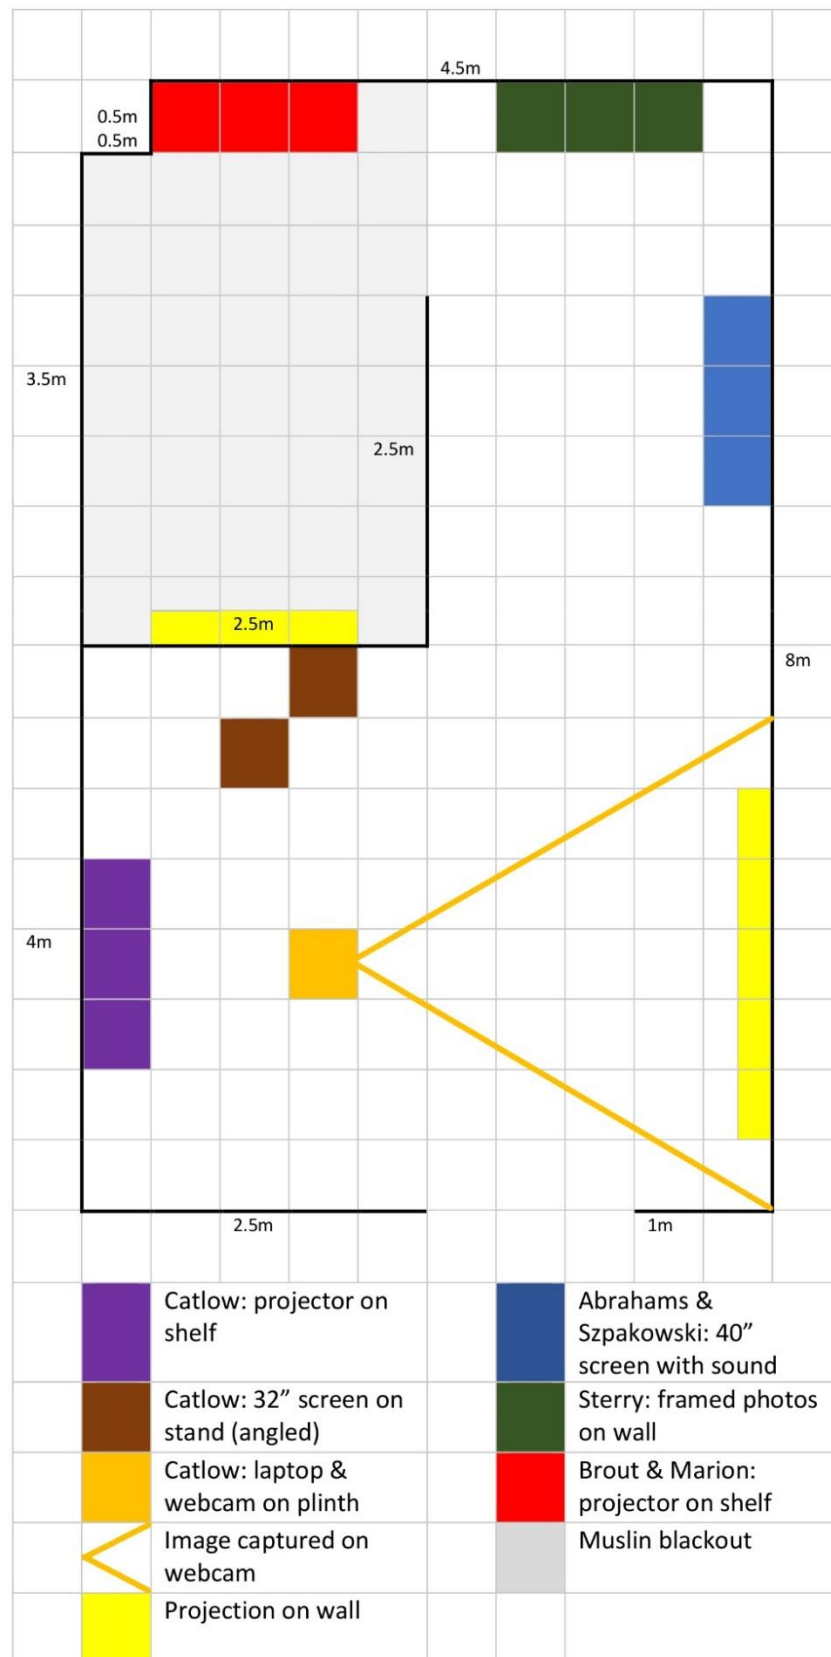 4.5m
0.5m
0.5m
3.5m
2.5m
2.5m
8m
4m
2.5m
1m
Catlow: projector on
shelf
Abrahams &
Szpakowski: 40”
screen with sound
Catlow: 32” screen on
stand (angled)
Sterry: framed photos
on wall
Catlow: laptop &
webcam on plinth
Brout & Marion:
projector on shelf
Image captured on
webcam
Muslin blackout
Projection on wall